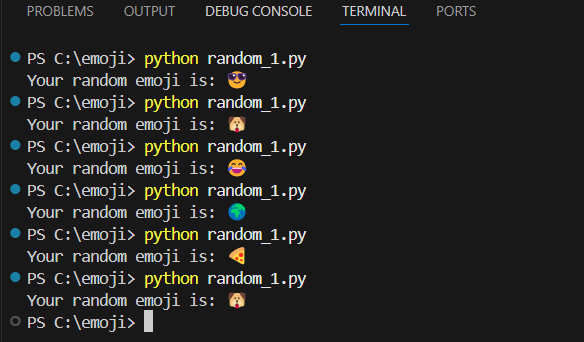 PROBLEMS OUTPUT DEBUG CONSOLE TERMINAL PORTS
PS C:\emoji> python random_1.py
Your random emoji is: 😎
PS C:\emoji> python random_1.py
Your random emoji is: 🐶
PS C:\emoji> python random_1.py
Your random emoji is: 😂
PS C:\emoji> python random_1.py
Your random emoji is: 🌍
PS C:\emoji> python random_1.py
Your random emoji is: 🍕
PS C:\emoji> python random_1.py
Your random emoji is: 🐶
PS C:\emoji>